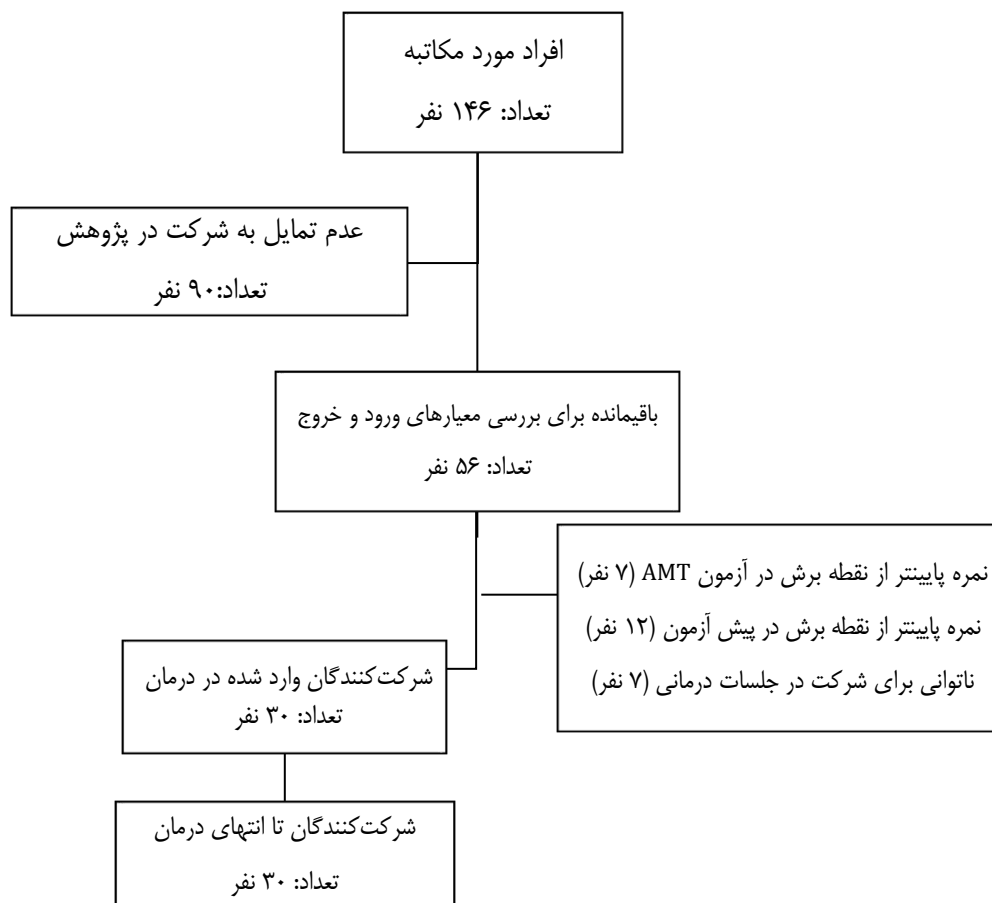 افراد مورد مکاتبه
تعداد: ۱۴۶ نفر
عدم تمایل به شرکت در پژوهش
تعداد:۹۰ نفر
باقیمانده برای بررسی معیارهای ورود و خروج
تعداد: ۵۶ نفر
نمره پایینتر از نقطه برش در آزمون AMT (۷ نفر)
نمره پایینتر از نقطه برش در پیش آزمون (۱۲ نفر)
ناتوانی برای شرکت در جلسات درمانی (۷ نفر)
شرکت‌کنندگان وارد شده در درمان
تعداد: ۳۰ نفر
شرکت‌کنندگان تا انتهای درمان
تعداد: ۳۰ نفر